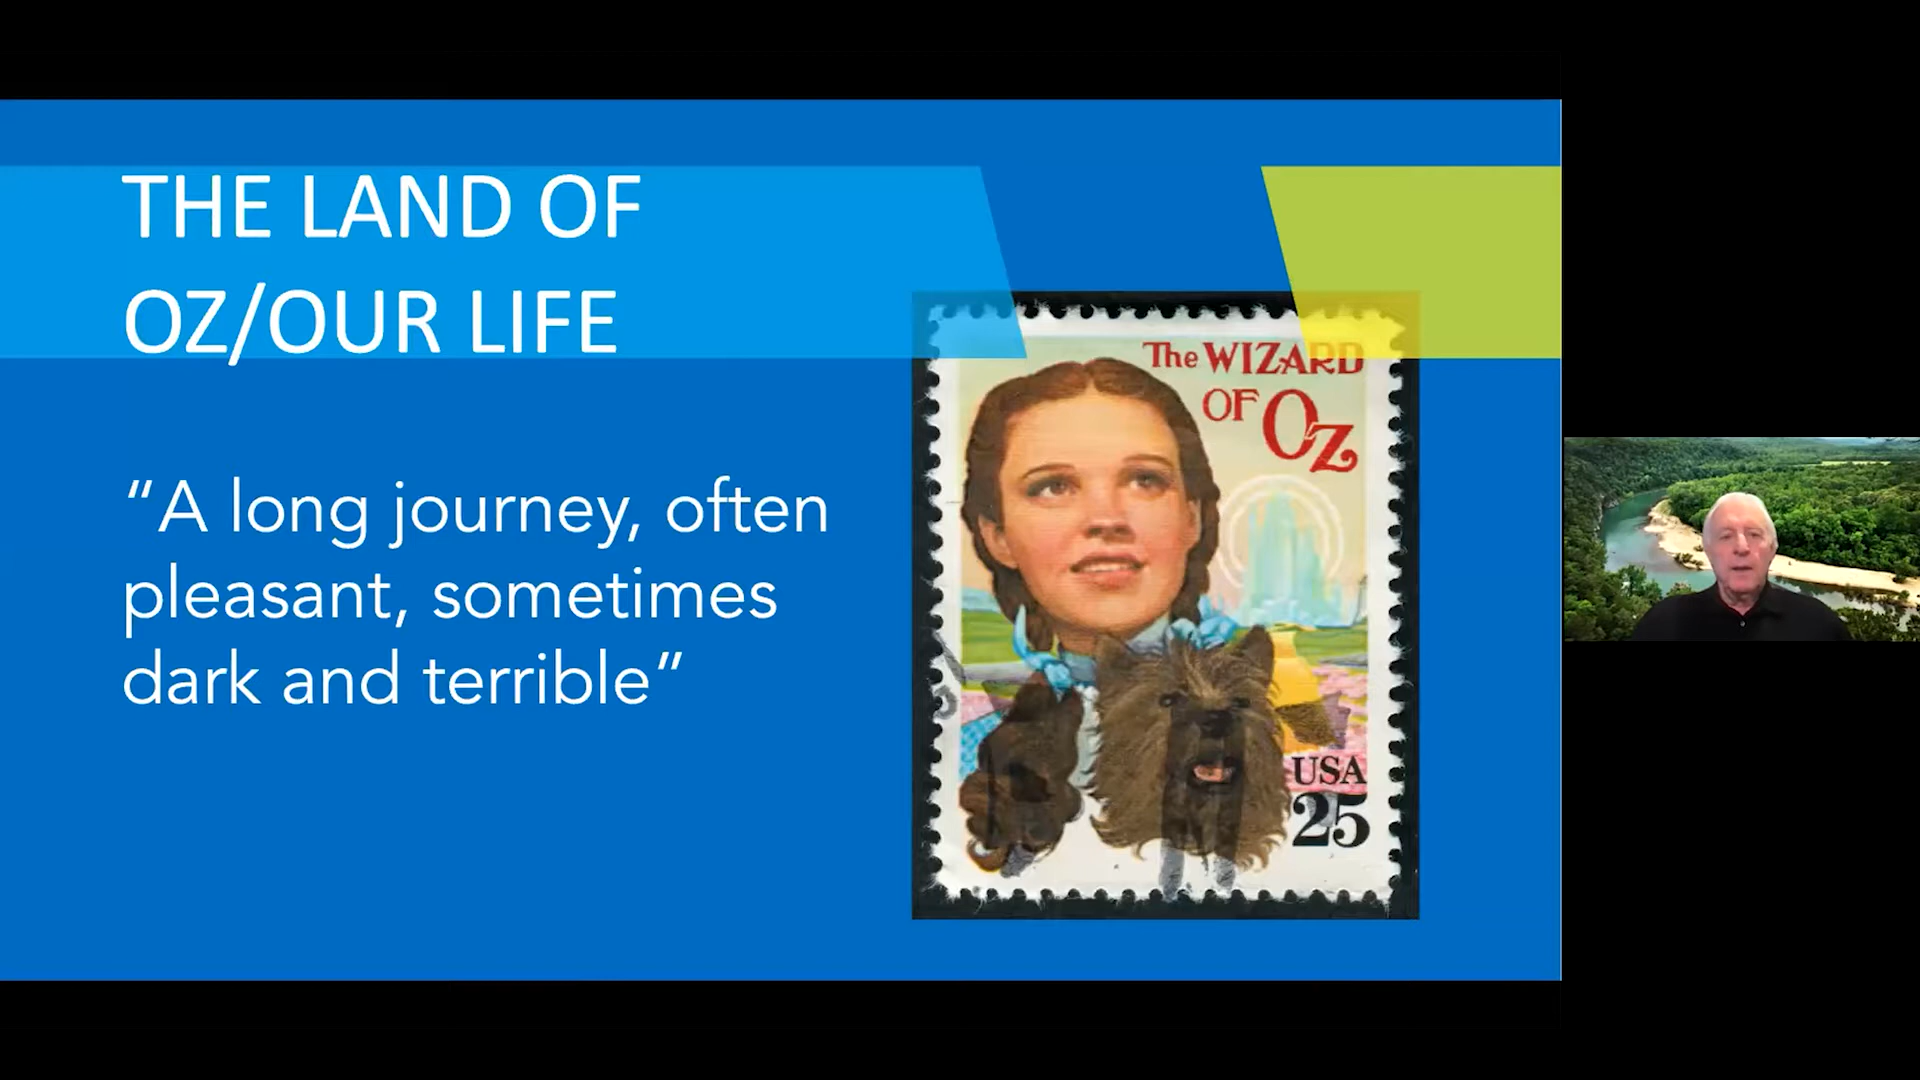 THE LAND OF
OZ/OUR LIFE
“A long journey, often
pleasant, sometimes
dark and terrible”
The WIZARD
OF OZ
USA
25